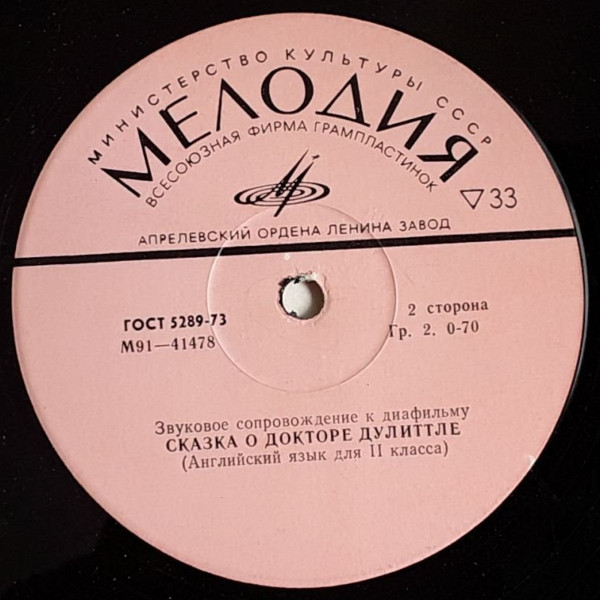 МИНИСТЕРСТВО КУЛЬТУРЫ СССР
МЕЛОДИЯ
ВСЕСОЮЗНАЯ ФИРМА ГРАМПЛАСТИНОК
▽33
АПРЕЛЕВСКИЙ ОРДЕНА ЛЕНИНА ЗАВОД
ГОСТ 5289-73
М91—41478
2 сторона
Гр. 2. 0-70
Звуковое сопровождение к диафильму
СКАЗКА О ДОКТОРЕ ДУЛИТТЛЕ
(Английский язык для II класса)